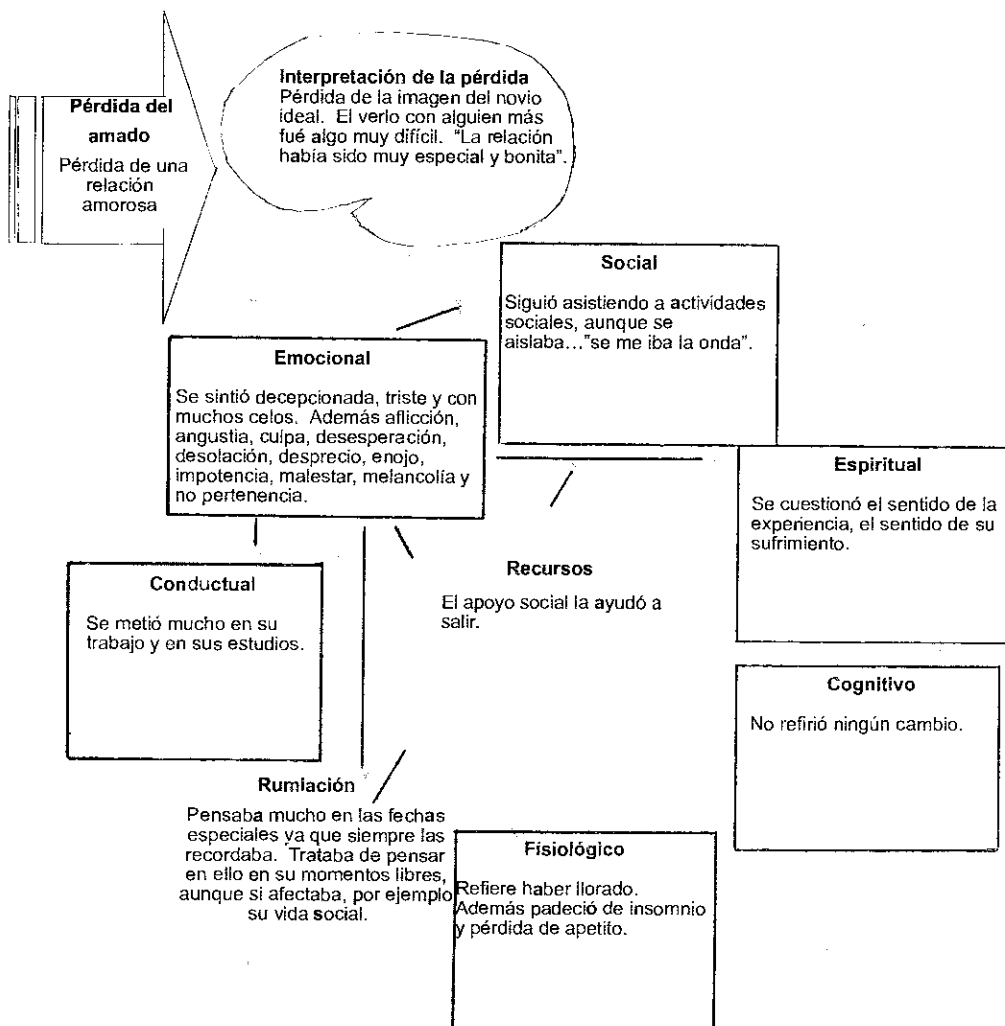 Pérdida del
amado
Pérdida de una
relación
amorosa
Interpretación de la pérdida
Pérdida de la imagen del novio
ideal. El verlo con alguien más
fué algo muy difícil. "La relación
había sido muy especial y bonita".
Social
Siguió asistiendo a actividades
sociales, aunque se
aislaba..."se me iba la onda".
Emocional
Se sintió decepcionada, triste y con
muchos celos. Además aflicción,
angustia, culpa, desesperación,
desolación, desprecio, enojo,
impotencia, malestar, melancolía y
no pertenencia.
Espiritual
Se cuestionó el sentido de la
experiencia, el sentido de su
sufrimiento.
Recursos
El apoyo social la ayudó a
salir.
Conductual
Se metió mucho en su
trabajo y en sus estudios.
Cognitivo
No refirió ningún cambio.
Rumiación
Pensaba mucho en las fechas
especiales ya que siempre las
recordaba. Trataba de pensar
en ello en su momentos libres,
aunque si afectaba, por ejemplo
su vida social.
Fisiológico
Refiere haber llorado.
Además padeció de insomnio
y pérdida de apetito.